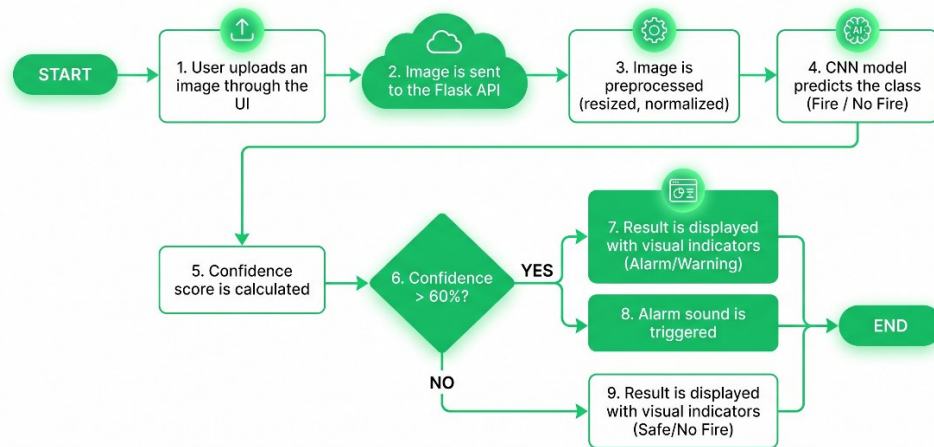 START
1. User uploads an
image through the
UI
2. Image is sent
to the Flask API
3. Image is
preprocessed
(resized, normalized)
AI
4. CNN model
predicts the class
(Fire / No Fire)
5. Confidence
score is calculated
6. Confidence
> 60%?
YES
7. Result is displayed
with visual indicators
(Alarm/Warning)
8. Alarm sound is
triggered
END
NO
9. Result is displayed
with visual indicators
(Safe/No Fire)